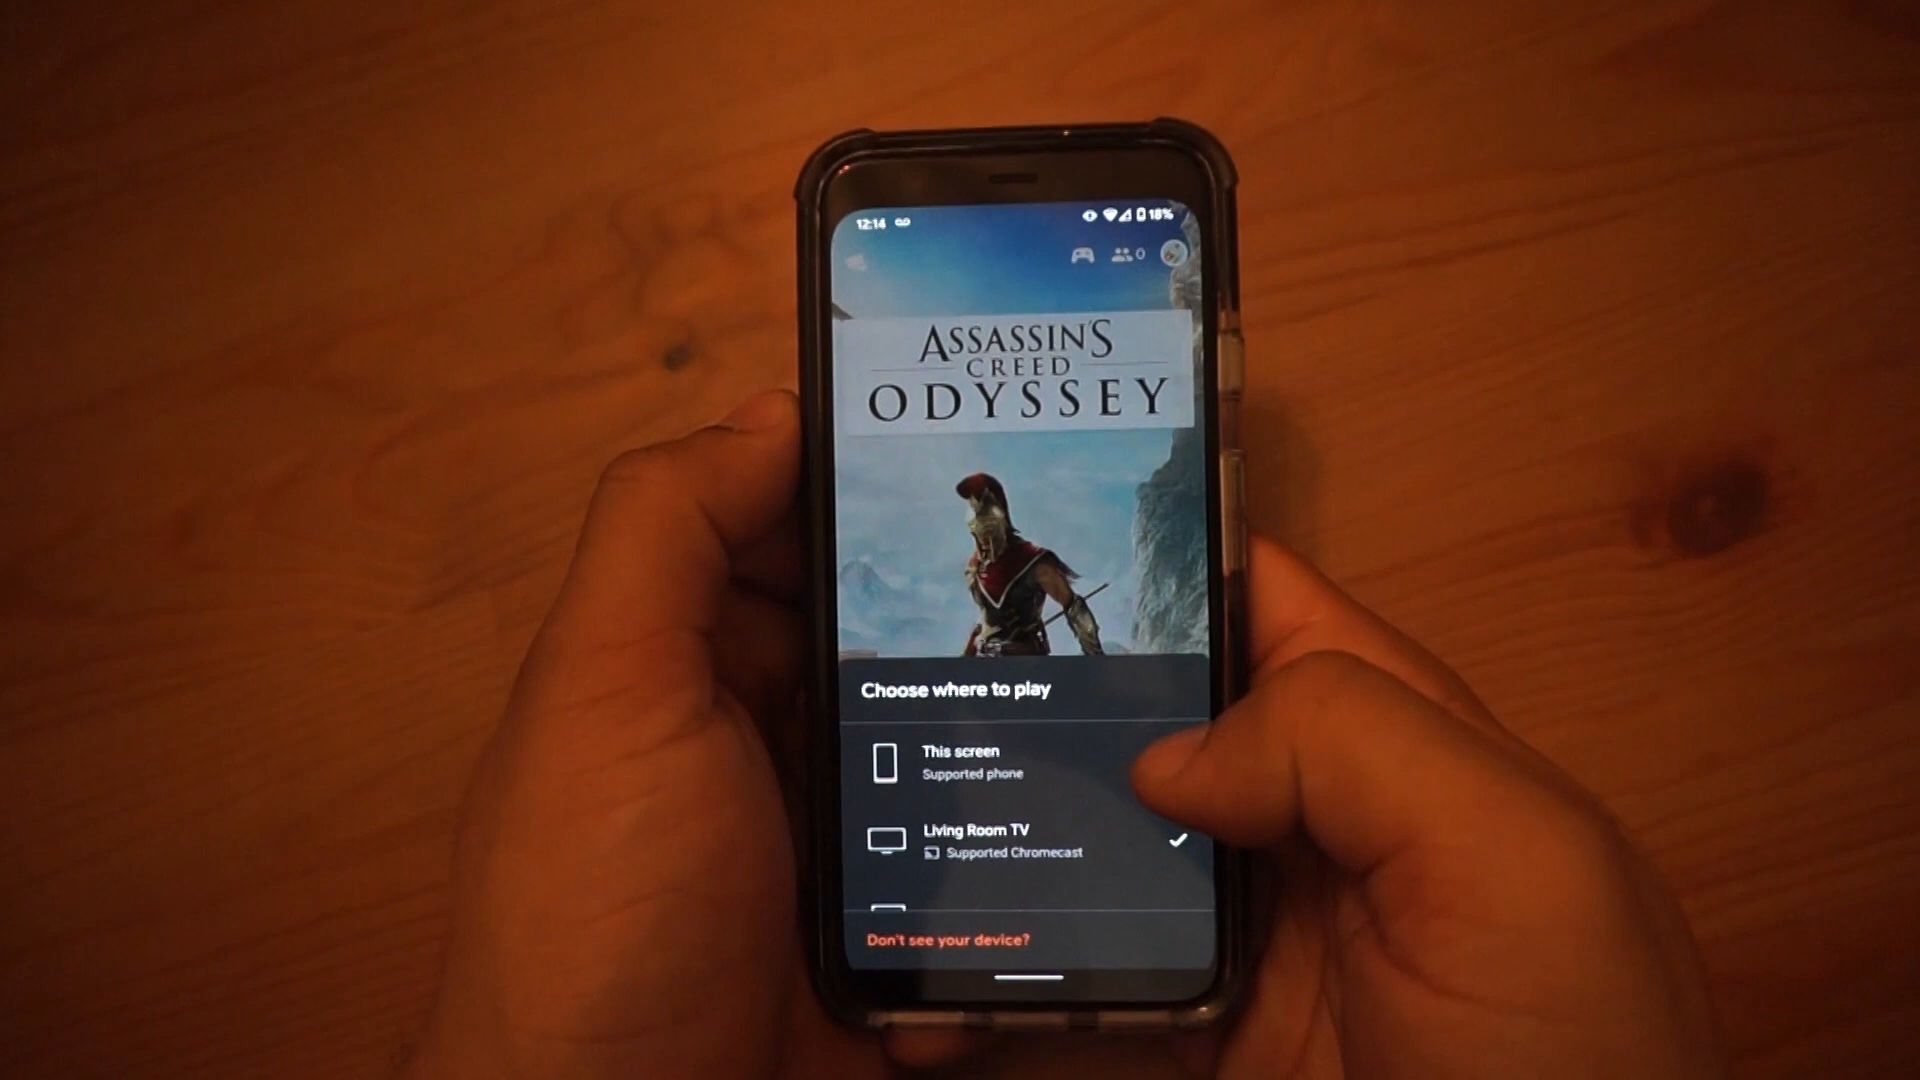 12:14 18%
0
ASSASSIN'S
CREED
ODYSSEY
Choose where to play
This screen
Supported phone
Living Room TV
Supported Chromecast
Don't see your device?